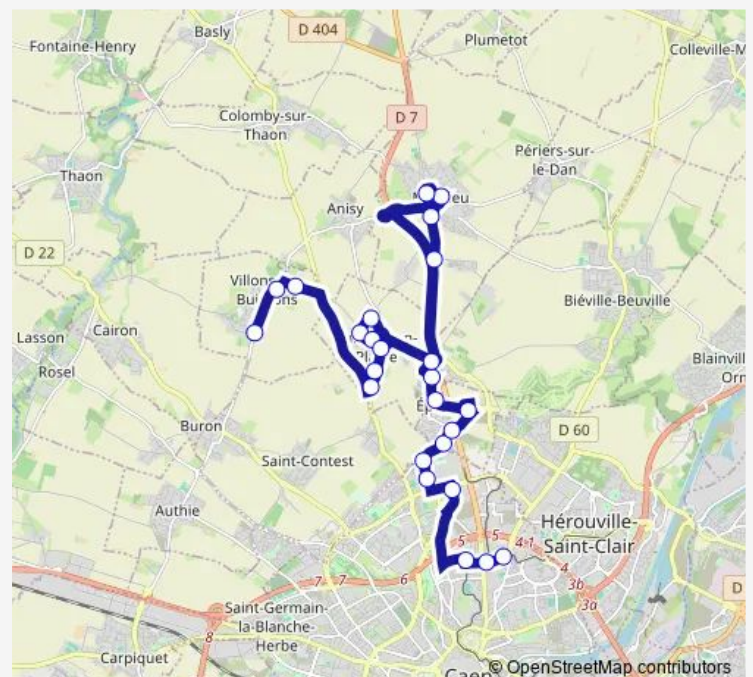 Fontaine-Henry
Basly
D 404
Plumetot
Colleville-M
Colomby-sur-
Thaon
D 7
Thaon
Périers-sur-
le-Dan
Anisy
D 22
Biéville-Beuville
Cairon
Lasson
Rosel
Blainvill
Orn
Buron
D 60
Saint-Contest
Authie
Hérouville-
Saint-Clair
5
5
4
1
7
7
6
4
3b
3a
D
Saint-Germain-
la-Blanche-
Herbe
8
Carpiquet
Caen
© OpenStreetMap contributors